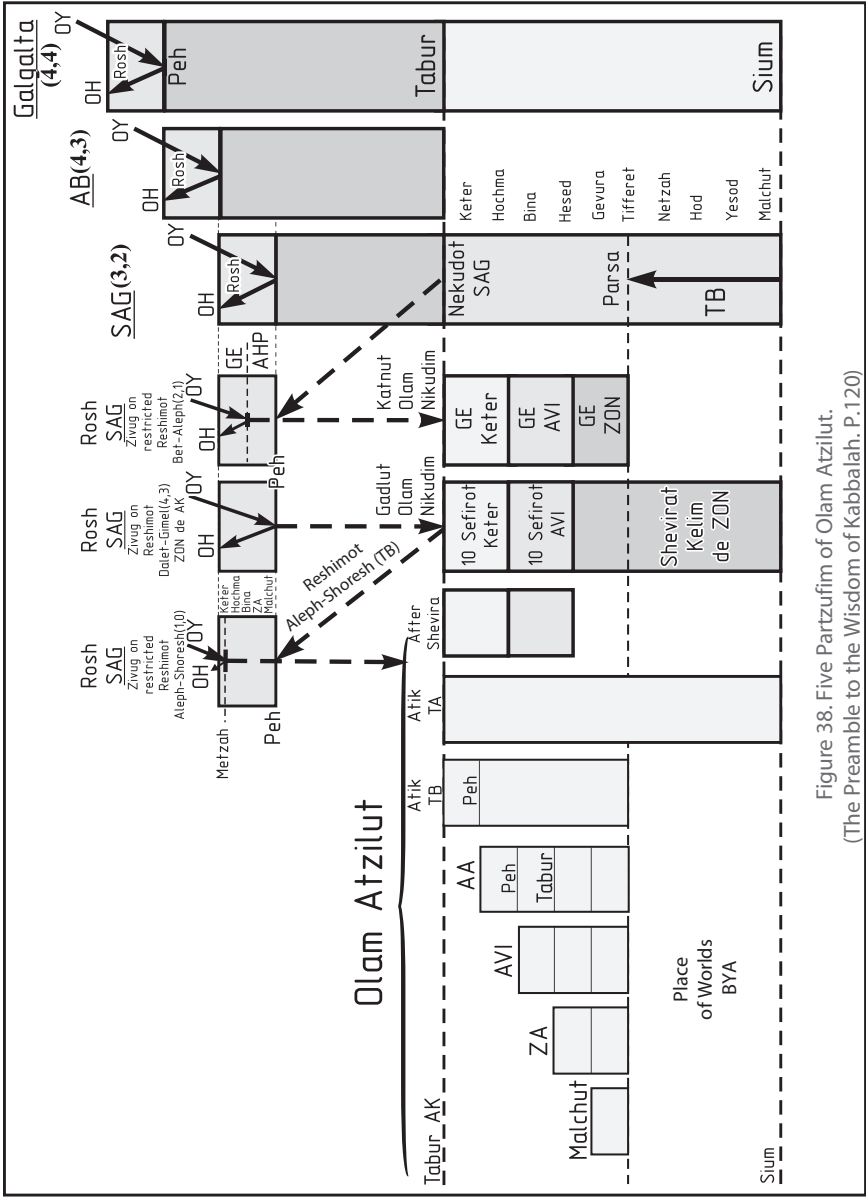 Galgalta
(4,4)
OY
Rosh
OH
Peh
Tabur
Sium
AB(4,3)
OY
Rosh
OH
Keter
Hochma
Bina
Hesed
Gevura
Tifferet
Netzah
Hod
Yesod
Malchut
SAG(3,2)
OY
Rosh
OH
Nekudot
SAG
Parsa
TB
Rosh
SAG
Zivug on
restricted
Reshimot
Bet-Aleph(2,1)
OY
OH
GE
AHP
Peh
Katnut
Olam
Nikudim
GE
Keter
GE
AVI
GE
ZON
Rosh
SAG
Zivug on
Reshimot
Dalet-Gimel(4,3)
ZON de AK
OY
OH
Gadlut
Olam
Nikudim
10 Sefirot
Keter
10 Sefirot
AVI
Shevirat
Kelim
de ZON
Keter
Hochma
Bina
ZA
Malchut
Reshimot
Aleph-Shoresh (TB)
Rosh
SAG
Zivug on
restricted
Reshimot
Aleph-Shoresh(1,0)
OY
OH
Metzah
Peh
After
Shevira
Atik
TA
Atik
TB
Peh
Olam Atzilut
AA
Peh
Tabur
AVI
ZA
Malchut
Place
of Worlds
BYA
Tabur AK
Sium
Figure 38. Five Partzufim of Olam Atzilut.
(The Preamble to the Wisdom of Kabbalah. P.120)